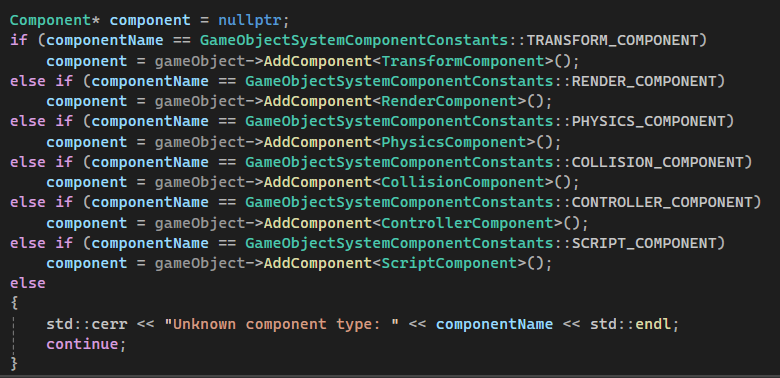 Component* component = nullptr;
if (componentName == GameObjectSystemComponentConstants::TRANSFORM_COMPONENT)
    component = gameObject->AddComponent<TransformComponent>();
else if (componentName == GameObjectSystemComponentConstants::RENDER_COMPONENT)
    component = gameObject->AddComponent<RenderComponent>();
else if (componentName == GameObjectSystemComponentConstants::PHYSICS_COMPONENT)
    component = gameObject->AddComponent<PhysicsComponent>();
else if (componentName == GameObjectSystemComponentConstants::COLLISION_COMPONENT)
    component = gameObject->AddComponent<CollisionComponent>();
else if (componentName == GameObjectSystemComponentConstants::CONTROLLER_COMPONENT)
    component = gameObject->AddComponent<ControllerComponent>();
else if (componentName == GameObjectSystemComponentConstants::SCRIPT_COMPONENT)
    component = gameObject->AddComponent<ScriptComponent>();
else
{
    std::cerr << "Unknown component type: " << componentName << std::endl;
    continue;
}